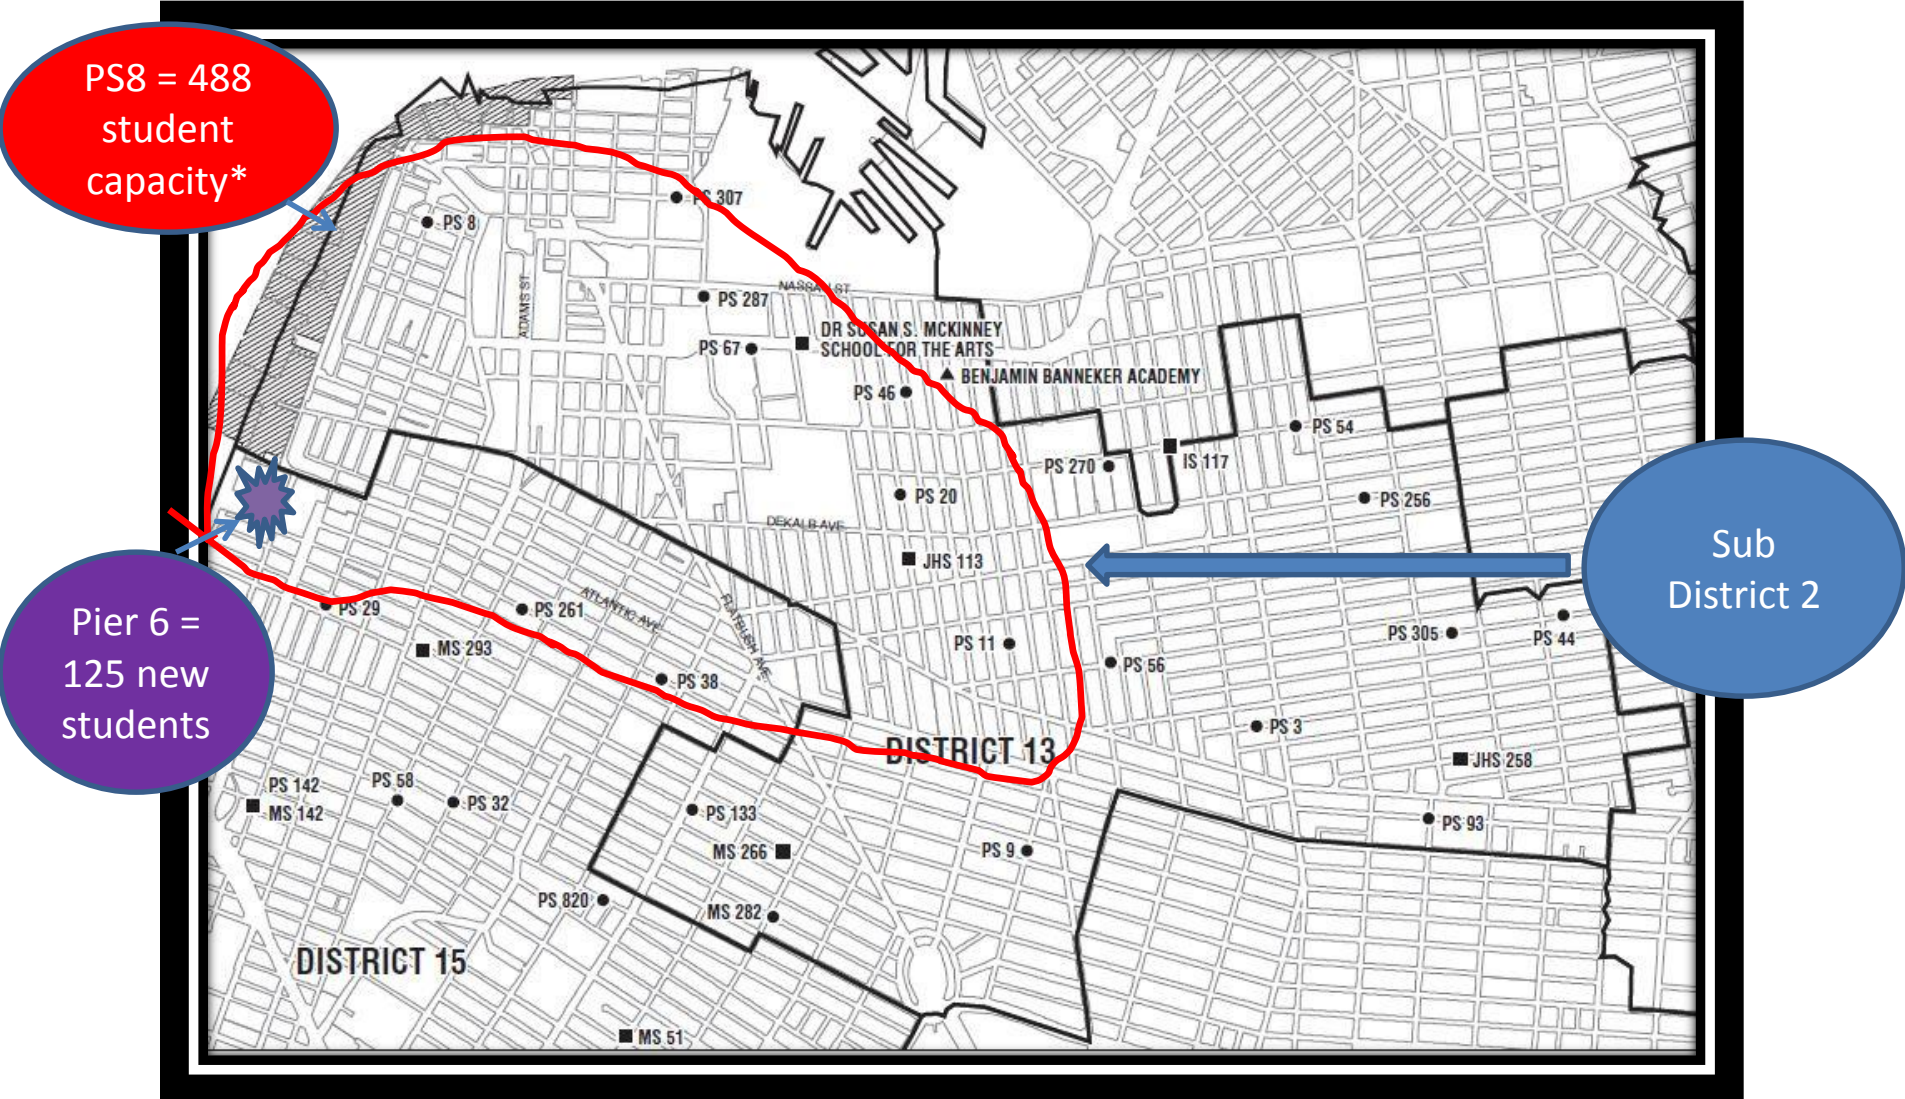 PS8 = 488
student
capacity*
PS 307
PS 8
ADAMS ST.
NASSAU ST.
PS 287
DR SUSAN S. MCKINNEY
SCHOOL FOR THE ARTS
PS 67
BENJAMIN BANNEKER ACADEMY
PS 46
PS 54
PS 270
IS 117
PS 20
PS 256
DEKALB AVE.
JHS 113
Sub
District 2
Pier 6 =
125 new
students
PS 29
PS 261
ATLANTIC AVE.
FLATBUSH AVE.
MS 293
PS 38
PS 11
PS 56
PS 305
PS 44
PS 3
DISTRICT 13
JHS 258
PS 142
MS 142
PS 58
PS 32
PS 133
MS 266
PS 9
PS 93
PS 820
MS 282
DISTRICT 15
MS 51